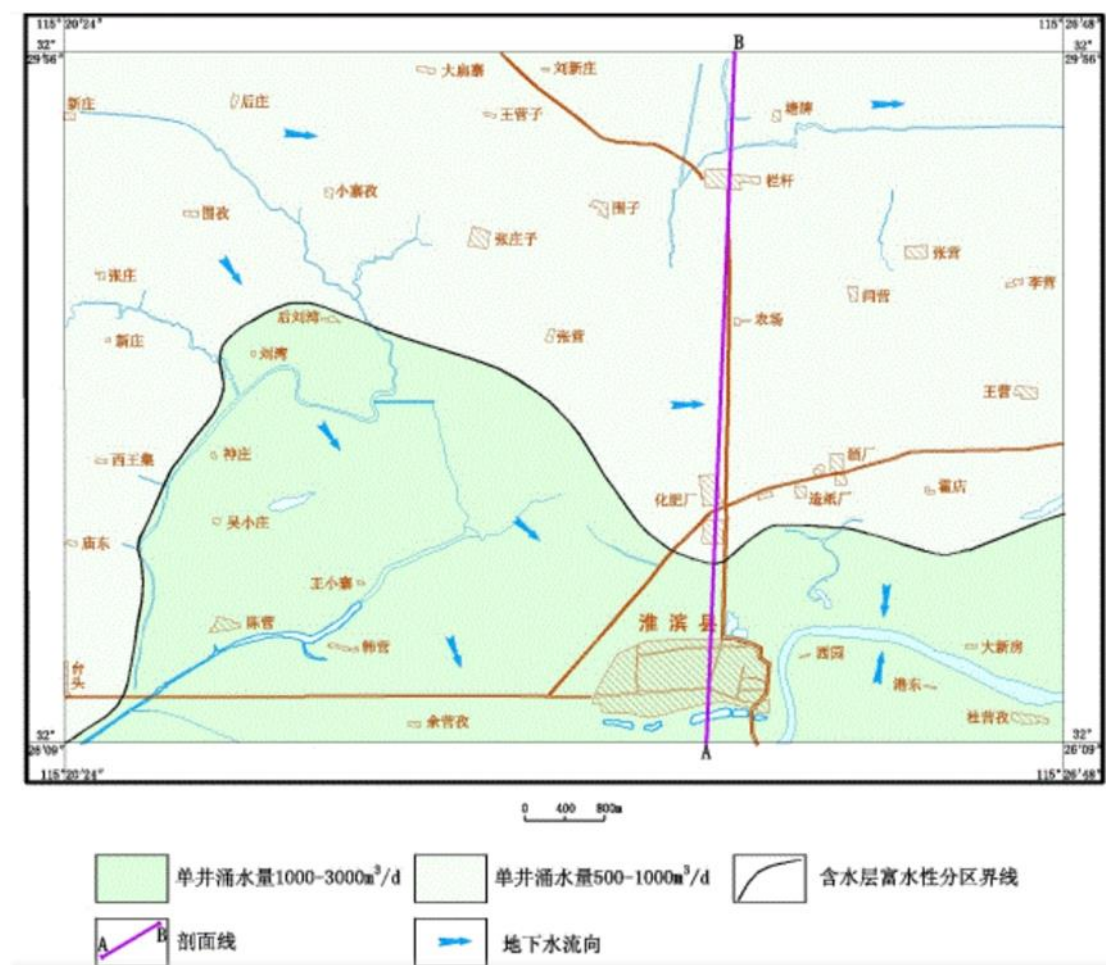 115°20′24″
115°26′48″
B
32°
29′56″
32°
29′56″
大扁寨
刘新庄
新庄
后庄
王营子
塘牌
栏杆
小寨孜
围孜
围子
张庄子
张营
张庄
李营
闫营
后刘湾
农场
新庄
张营
刘湾
王营
神庄
西王集
酒厂
化肥厂
造纸厂
霍店
吴小庄
庙东
王小寨
陈营
淮滨县
韩营
西园
大新房
台头
港东
余营孜
杜营孜
32°
26′09″
32°
26′09″
A
115°20′24″
115°26′48″
0 400 800m
单井涌水量1000-3000m³/d
单井涌水量500-1000m³/d
含水层富水性分区界线
A B 剖面线
地下水流向